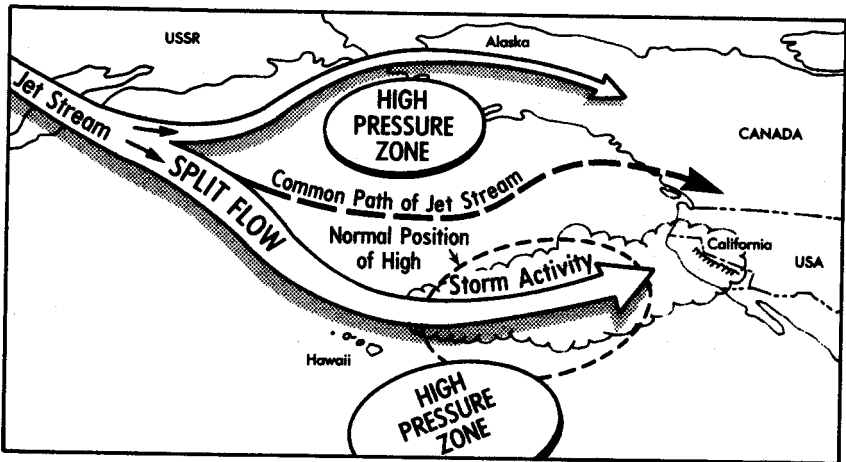 USSR
Alaska
Jet Stream
HIGH
PRESSURE
ZONE
CANADA
SPLIT FLOW
Common Path of Jet Stream
Normal Position
of High
California
USA
Storm Activity
Hawaii
HIGH
PRESSURE
ZONE